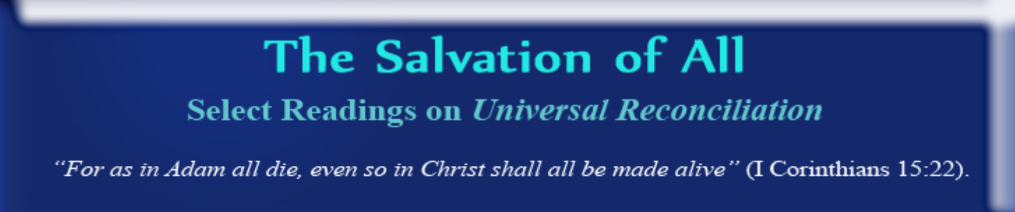 The Salvation of All
Select Readings on Universal Reconciliation
“For as in Adam all die, even so in Christ shall all be made alive” (I Corinthians 15:22).